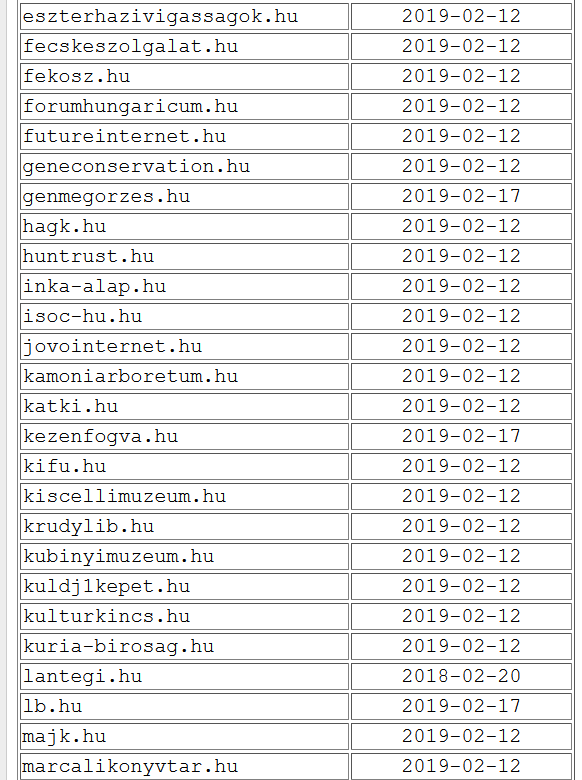 eszterhazivigassagok.hu 2019-02-12
fecskeszolgalat.hu 2019-02-12
fekosz.hu 2019-02-12
forumhungaricum.hu 2019-02-12
futureinternet.hu 2019-02-12
geneconservation.hu 2019-02-12
genmegorzes.hu 2019-02-17
hagk.hu 2019-02-12
huntrust.hu 2019-02-12
inka-alap.hu 2019-02-12
isoc-hu.hu 2019-02-12
jovointernet.hu 2019-02-12
kamoniarboretum.hu 2019-02-12
katki.hu 2019-02-12
kezenfogva.hu 2019-02-17
kifu.hu 2019-02-12
kiscellimuzeum.hu 2019-02-12
krudylib.hu 2019-02-12
kubinyimuzeum.hu 2019-02-12
kuldj1kepet.hu 2019-02-12
kulturkincs.hu 2019-02-12
kuria-birosag.hu 2019-02-12
lantegi.hu 2018-02-20
lb.hu 2019-02-17
majk.hu 2019-02-12
marcalikonyvtar.hu 2019-02-12